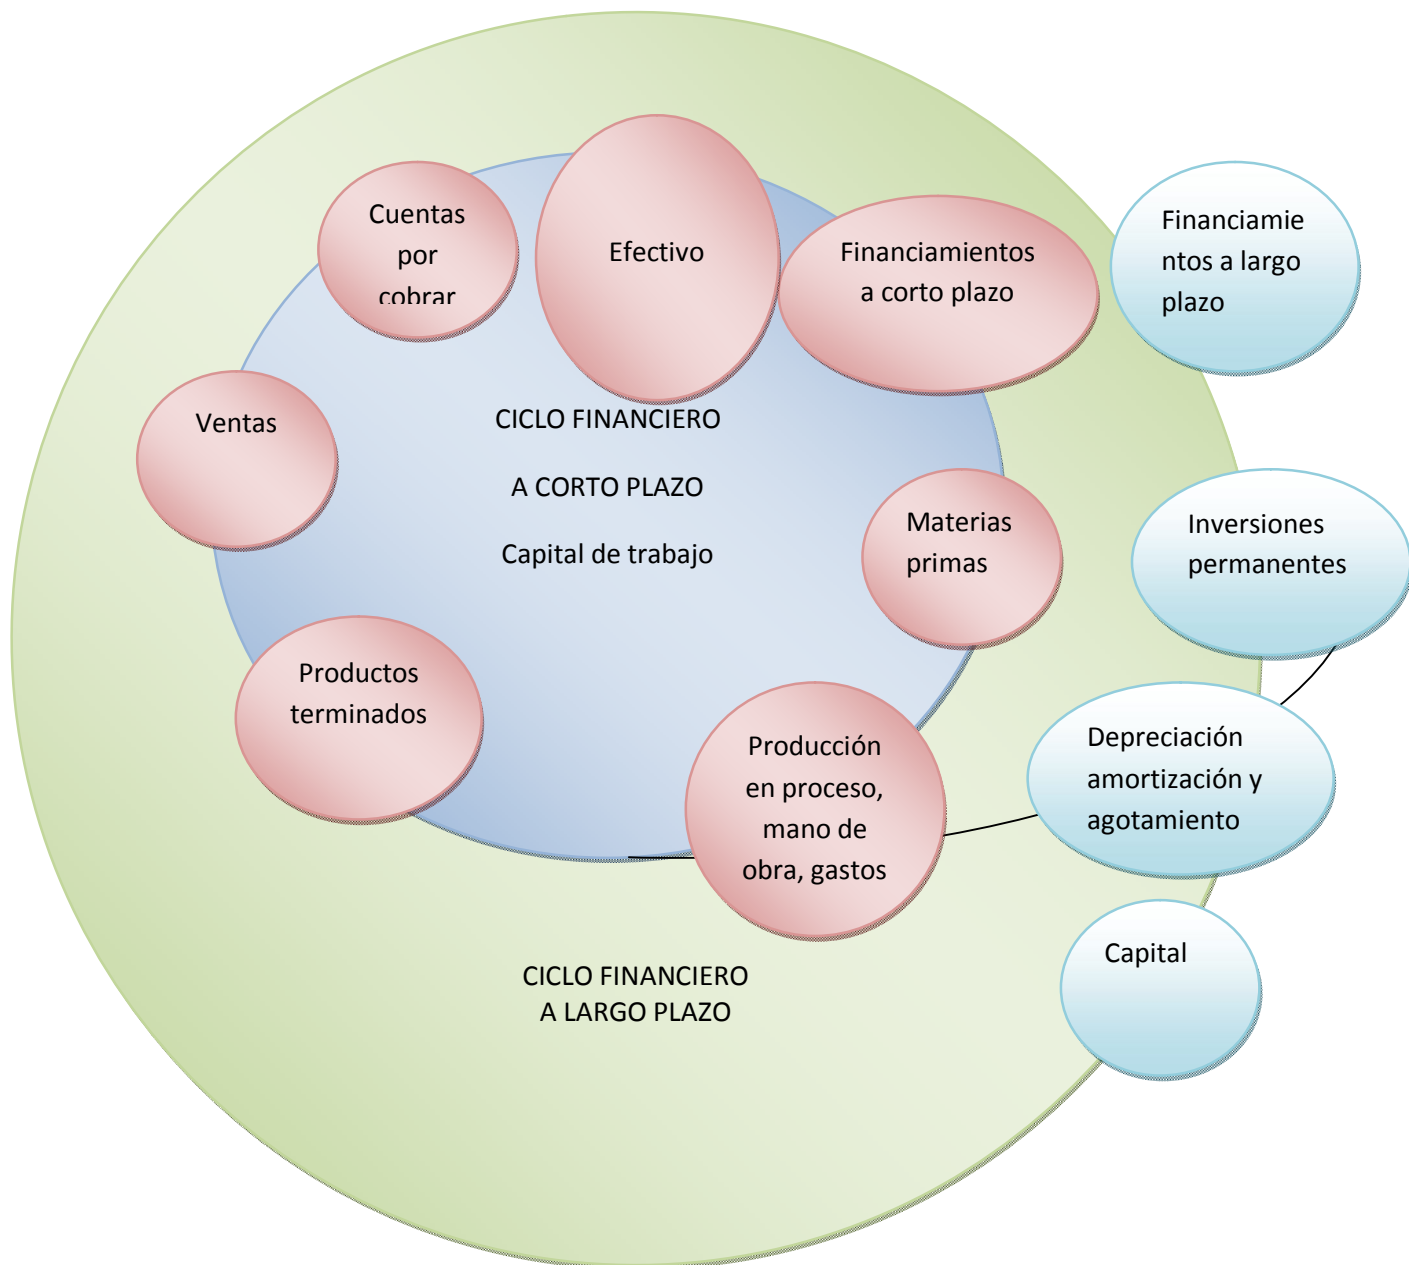 Cuentas
por
cobrar
Efectivo
Financiamientos
a corto plazo
Financiamie
ntos a largo
plazo
Ventas
CICLO FINANCIERO
A CORTO PLAZO
Capital de trabajo
Materias
primas
Inversiones
permanentes
Productos
terminados
Producción
en proceso,
mano de
obra, gastos
Depreciación
amortización y
agotamiento
Capital
CICLO FINANCIERO
A LARGO PLAZO